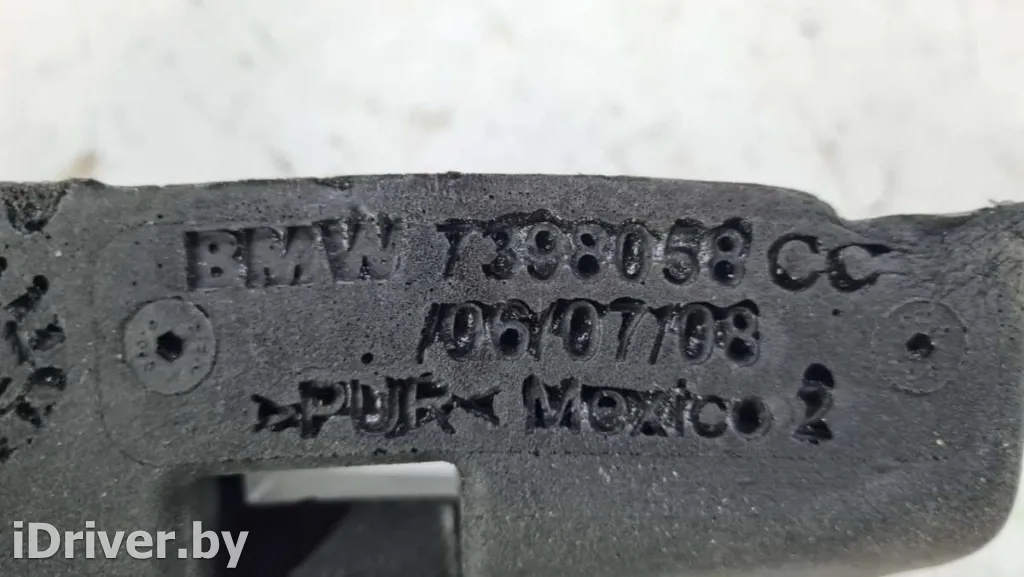 BMW 7398058 CC
/06/07/08
>PUR< Mexico 2
iDriver.by